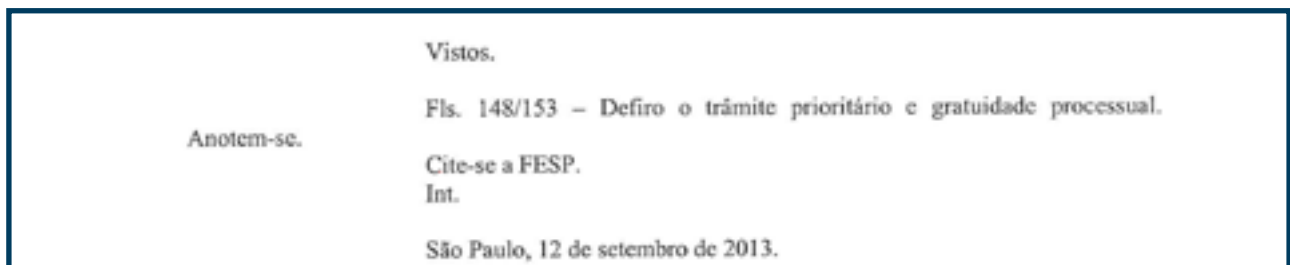 Vistos.
Fls. 148/153 – Defiro o trâmite prioritário e gratuidade processual.
Anotem-se.
Cite-se a FESP.
Int.
São Paulo, 12 de setembro de 2013.